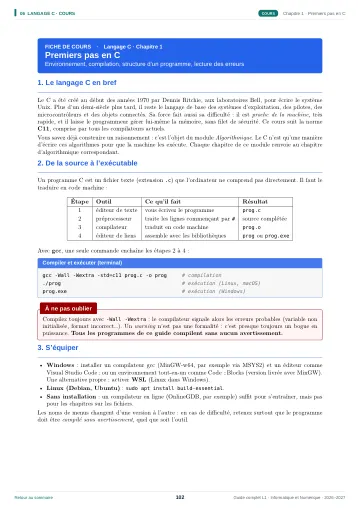 06 LANGAGE C · COURS
COURS Chapitre 1 · Premiers pas en C
FICHE DE COURS · Langage C · Chapitre 1
Premiers pas en C
Environnement, compilation, structure d'un programme, lecture des erreurs
1. Le langage C en bref
Le C a été créé au début des années 1970 par Dennis Ritchie, aux laboratoires Bell, pour écrire le système
Unix. Plus d'un demi-siècle plus tard, il reste le langage de base des systèmes d'exploitation, des pilotes, des
microcontrôleurs et des objets connectés. Sa force fait aussi sa difficulté : il est proche de la machine, très
rapide, et il laisse le programmeur gérer lui-même la mémoire, sans filet de sécurité. Ce cours suit la norme
C11, comprise par tous les compilateurs actuels.
Vous savez déjà construire un raisonnement : c'est l'objet du module Algorithmique. Le C n'est qu'une manière
d'écrire ces algorithmes pour que la machine les exécute. Chaque chapitre de ce module renvoie au chapitre
d'algorithmique correspondant.
2. De la source à l'exécutable
Un programme C est un fichier texte (extension .c) que l'ordinateur ne comprend pas directement. Il faut le
traduire en code machine :
Étape Outil Ce qu'il fait Résultat
1 éditeur de texte vous écrivez le programme prog.c
2 préprocesseur traite les lignes commençant par # source complétée
3 compilateur traduit en code machine prog.o
4 éditeur de liens assemble avec les bibliothèques prog ou prog.exe
Avec gcc, une seule commande enchaîne les étapes 2 à 4 :
Compiler et exécuter (terminal)
gcc -Wall -Wextra -std=c11 prog.c -o prog # compilation
./prog # exécution (Linux, macOS)
prog.exe # exécution (Windows)
À ne pas oublier
Compilez toujours avec -Wall -Wextra : le compilateur signale alors les erreurs probables (variable non
initialisée, format incorrect...). Un warning n'est pas une formalité : c'est presque toujours un bogue en
puissance. Tous les programmes de ce guide compilent sans aucun avertissement.
3. S'équiper
• Windows : installer un compilateur gcc (MinGW-w64, par exemple via MSYS2) et un éditeur comme
Visual Studio Code ; ou un environnement tout-en-un comme Code::Blocks (version livrée avec MinGW).
Une alternative propre : activer WSL (Linux dans Windows).
• Linux (Debian, Ubuntu) : sudo apt install build-essential.
• Sans installation : un compilateur en ligne (OnlineGDB, par exemple) suffit pour s'entraîner, mais pas
pour les chapitres sur les fichiers.
Les noms de menus changent d'une version à l'autre : en cas de difficulté, retenez surtout que le programme
doit être compilé sans avertissement, quel que soit l'outil.
Retour au sommaire
102
Guide complet L1 · Informatique et Numérique · 2026–2027